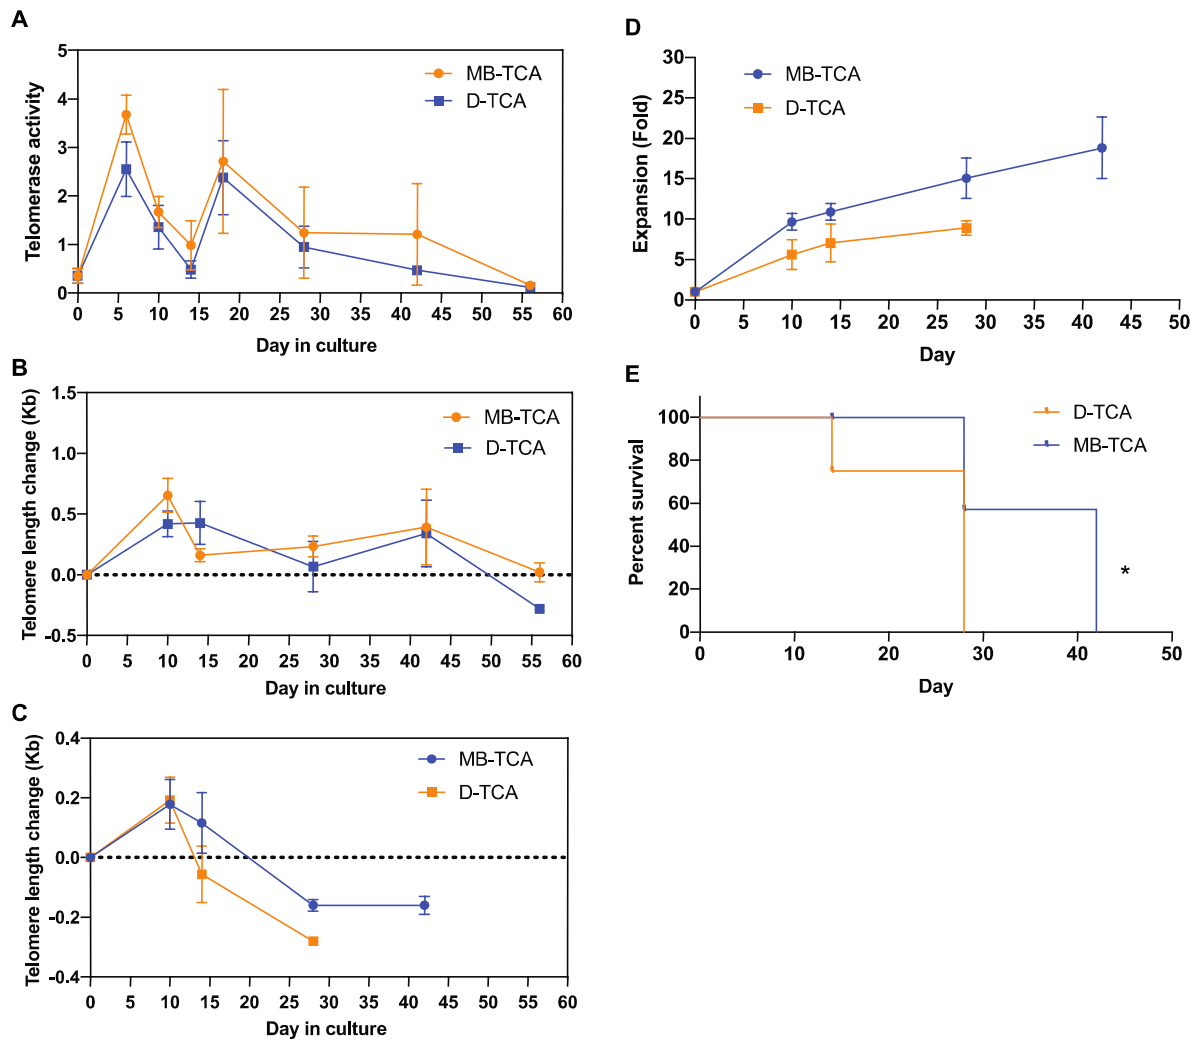 A
Telomerase activity
5
4
3
2
1
0
MB-TCA
D-TCA
0 5 10 15 20 25 30 35 40 45 50 55 60
Day in culture
B
Telomere length change (Kb)
1.5
1.0
0.5
0.0
-0.5
MB-TCA
D-TCA
0 5 10 15 20 25 30 35 40 45 50 55 60
Day in culture
C
Telomere length change (Kb)
0.4
0.2
0.0
-0.2
-0.4
MB-TCA
D-TCA
0 5 10 15 20 25 30 35 40 45 50 55 60
Day in culture
D
Expansion (Fold)
30
25
20
15
10
5
0
MB-TCA
D-TCA
0 5 10 15 20 25 30 35 40 45 50
Day
E
Percent survival
100
80
60
40
20
0
D-TCA
MB-TCA
*
0 10 20 30 40 50
Day